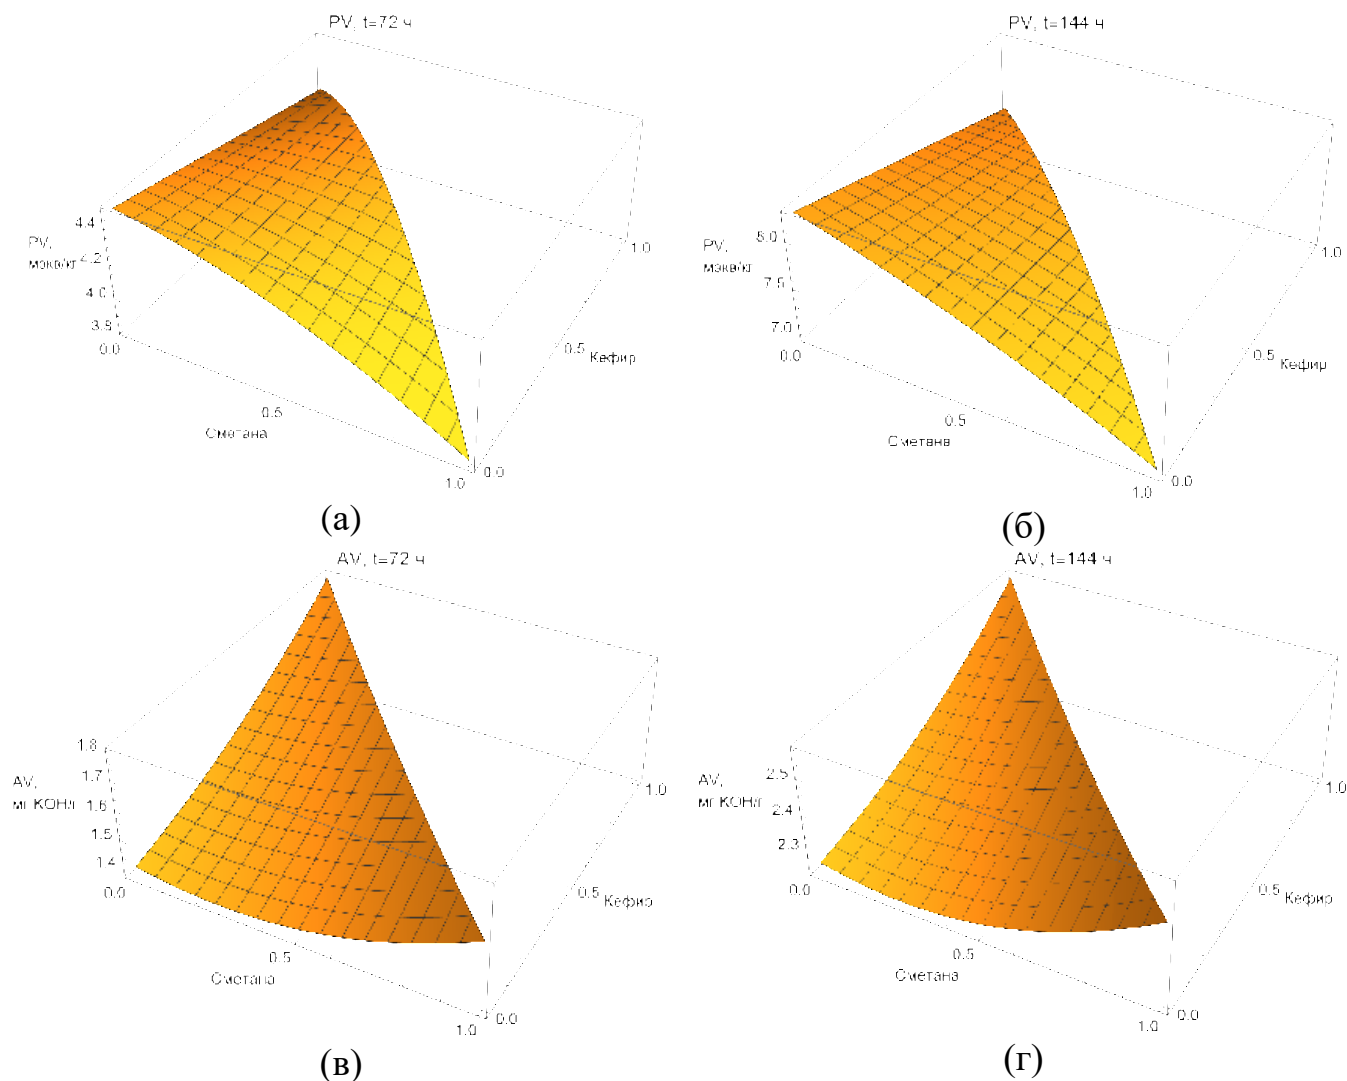 PV, t=72 ч
4.4
PV,
мэкв/кг
4.2
4.0
3.8
0.0
0.5
Сметана
1.0
0.0
0.5
Кефир
1.0
(а)
PV, t=144 ч
8.0
PV,
мэкв/кг
7.5
7.0
0.0
0.5
Сметана
1.0
0.0
0.5
Кефир
1.0
(б)
AV, t=72 ч
1.8
AV,
мг KOH/г
1.7
1.6
1.5
1.4
0.0
0.5
Сметана
1.0
0.0
0.5
Кефир
1.0
(в)
AV, t=144 ч
AV,
мг KOH/г
2.5
2.4
2.3
0.0
0.5
Сметана
1.0
0.0
0.5
Кефир
1.0
(г)